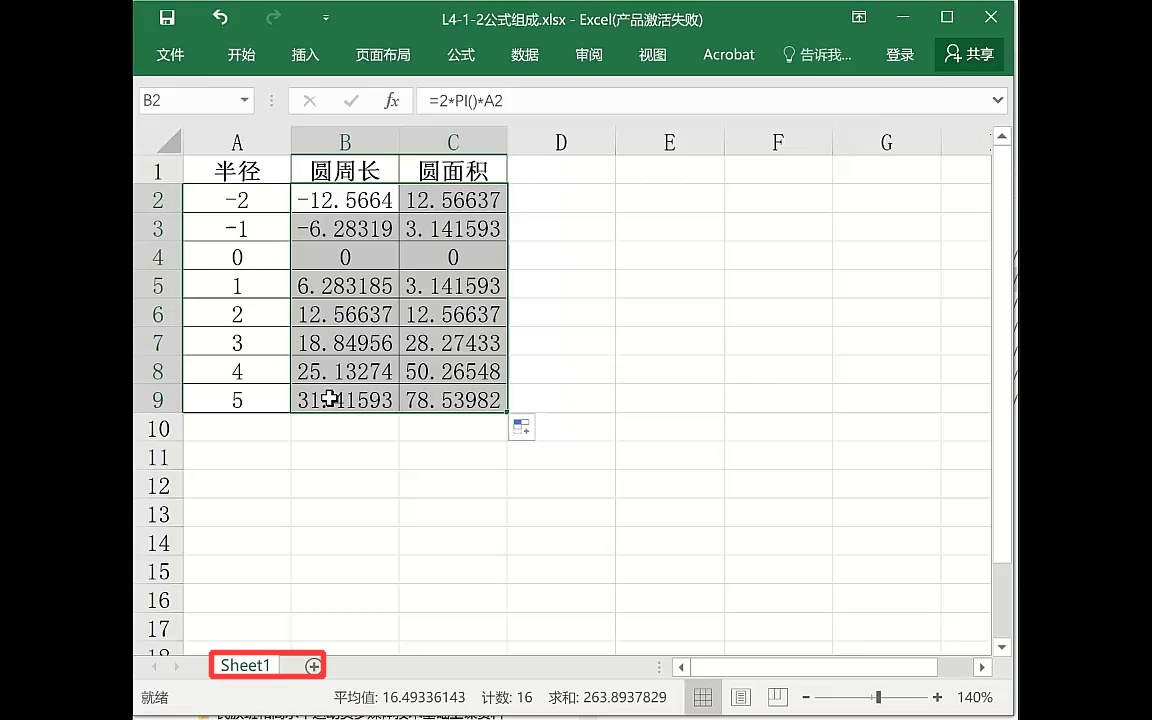 L4-1-2公式组成.xlsx - Excel(产品激活失败)
文件 开始 插入 页面布局 公式 数据 审阅 视图 Acrobat 告诉我... 登录 共享
B2 fx =2*PI()*A2
A B C D E F G
1 半径 圆周长 圆面积
2 -2 -12.5664 12.56637
3 -1 -6.28319 3.141593
4 0 0 0
5 1 6.283185 3.141593
6 2 12.56637 12.56637
7 3 18.84956 28.27433
8 4 25.13274 50.26548
9 5 31.41593 78.53982
10
11
12
13
14
15
16
17
18
Sheet1
就绪 平均值: 16.49336143 计数: 16 求和: 263.8937829 140%